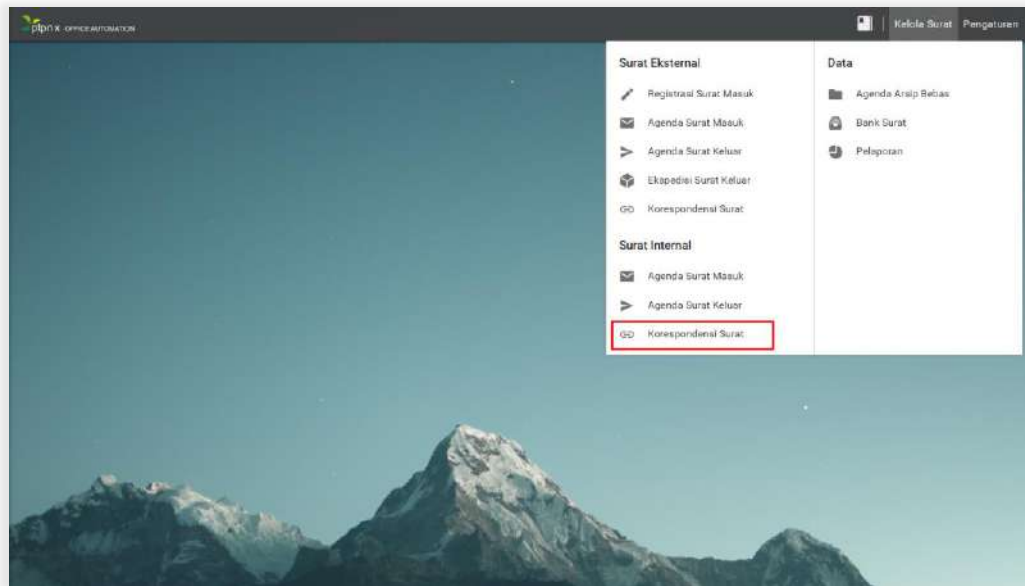 ptpn x OFFICE AUTOMATION
Kelola Surat
Pengaturan
Surat Eksternal
Registrasi Surat Masuk
Agenda Surat Masuk
Agenda Surat Keluar
Ekspedisi Surat Keluar
Korespondensi Surat
Surat Internal
Agenda Surat Masuk
Agenda Surat Keluar
Korespondensi Surat
Data
Agenda Arsip Bebas
Bank Surat
Pelaporan